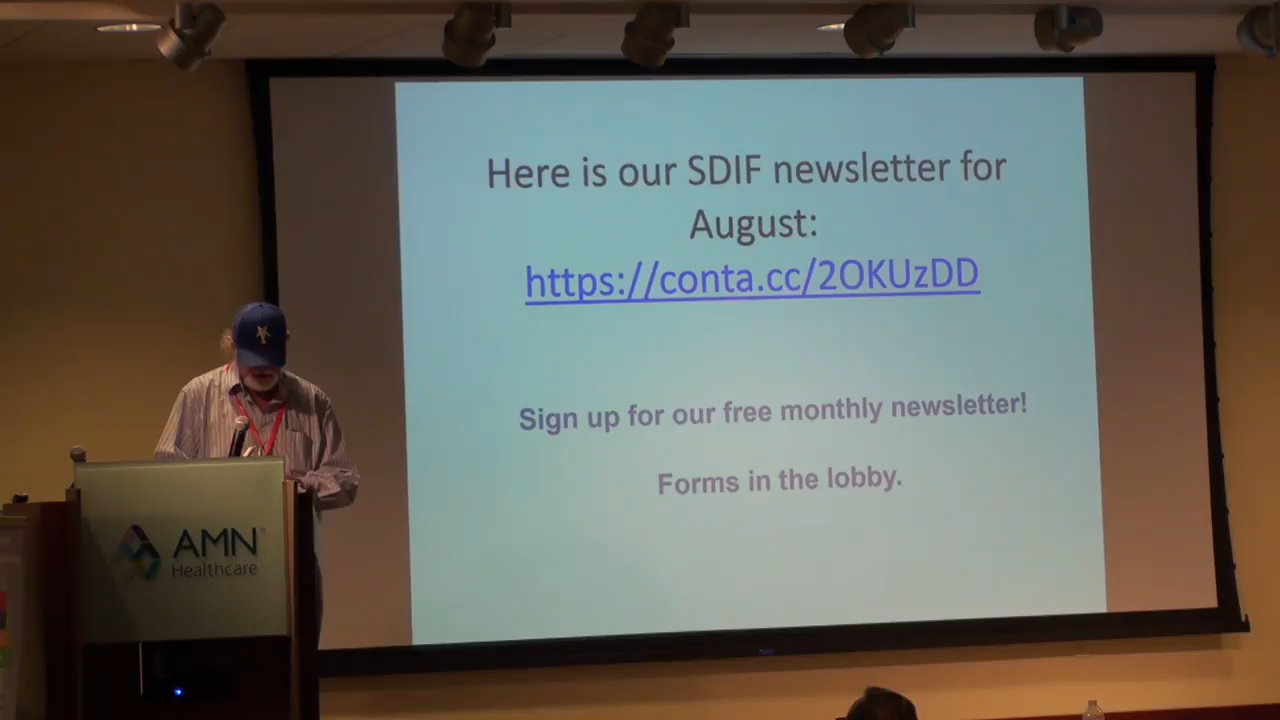 Here is our SDIF newsletter for
August:
https://conta.cc/2OKUzDD
Sign up for our free monthly newsletter!
Forms in the lobby.
AMN
Healthcare